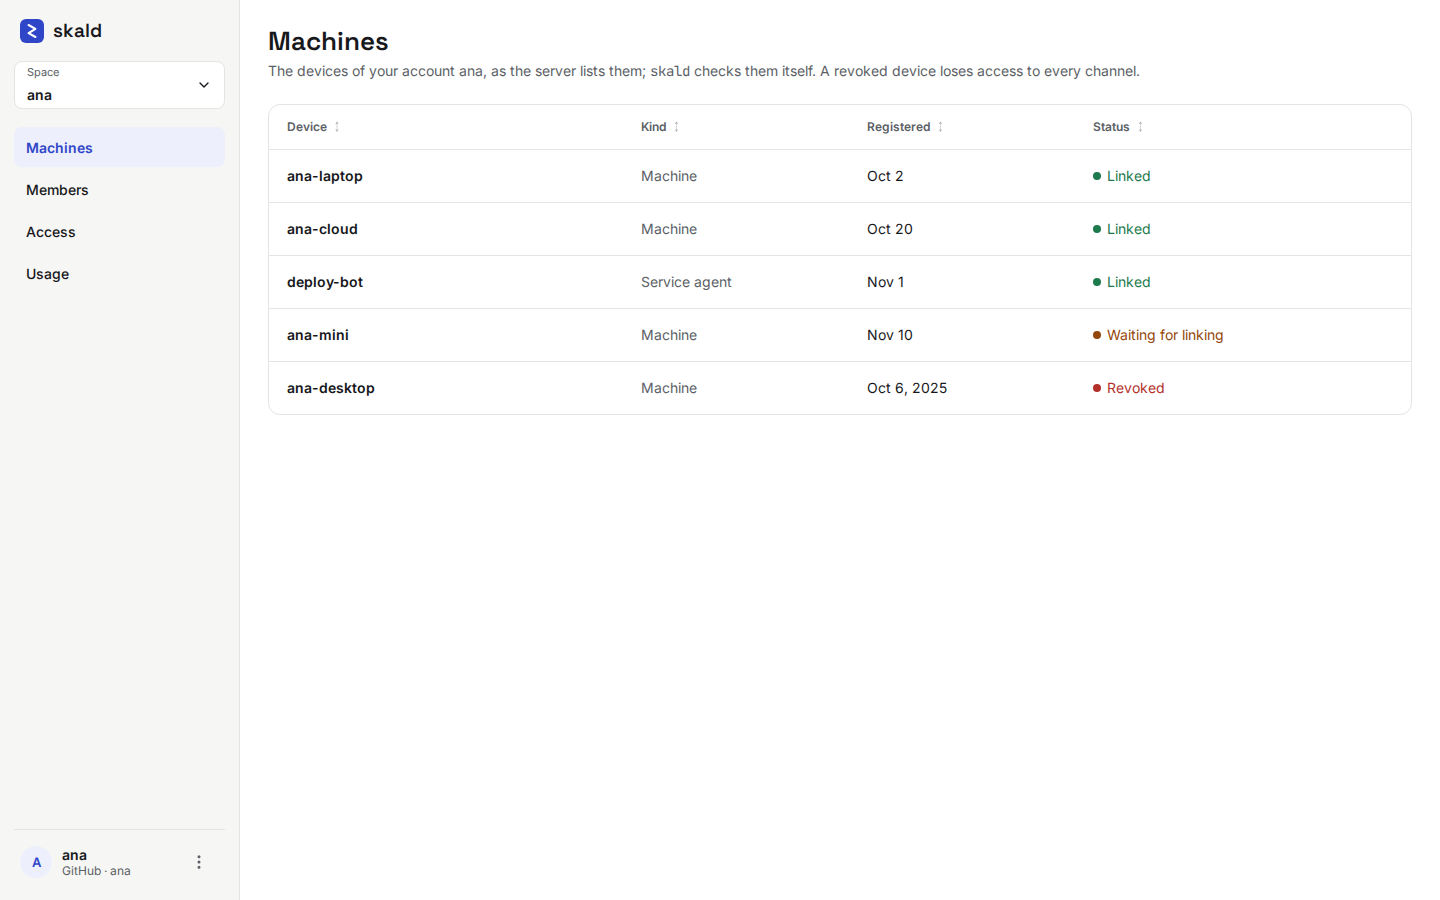 skald
Space
ana
Machines
Members
Access
Usage
Machines
The devices of your account ana, as the server lists them; skald checks them itself. A revoked device loses access to every channel.
Device Kind Registered Status
ana-laptop Machine Oct 2 Linked
ana-cloud Machine Oct 20 Linked
deploy-bot Service agent Nov 1 Linked
ana-mini Machine Nov 10 Waiting for linking
ana-desktop Machine Oct 6, 2025 Revoked
A
ana
GitHub · ana